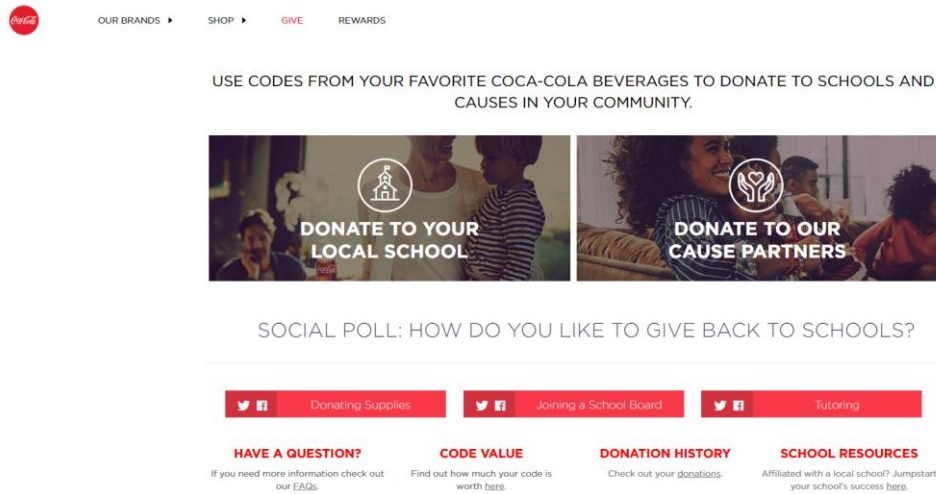 Coca-Cola
OUR BRANDS
SHOP
GIVE
REWARDS
USE CODES FROM YOUR FAVORITE COCA-COLA BEVERAGES TO DONATE TO SCHOOLS AND
CAUSES IN YOUR COMMUNITY.
DONATE TO YOUR
LOCAL SCHOOL
DONATE TO OUR
CAUSE PARTNERS
SOCIAL POLL: HOW DO YOU LIKE TO GIVE BACK TO SCHOOLS?
Donating Supplies
Joining a School Board
Tutoring
HAVE A QUESTION?
If you need more information check out
our FAQs.
CODE VALUE
Find out how much your code is
worth here.
DONATION HISTORY
Check out your donations.
SCHOOL RESOURCES
Affiliated with a local school? Jumpstart
your school's success here.